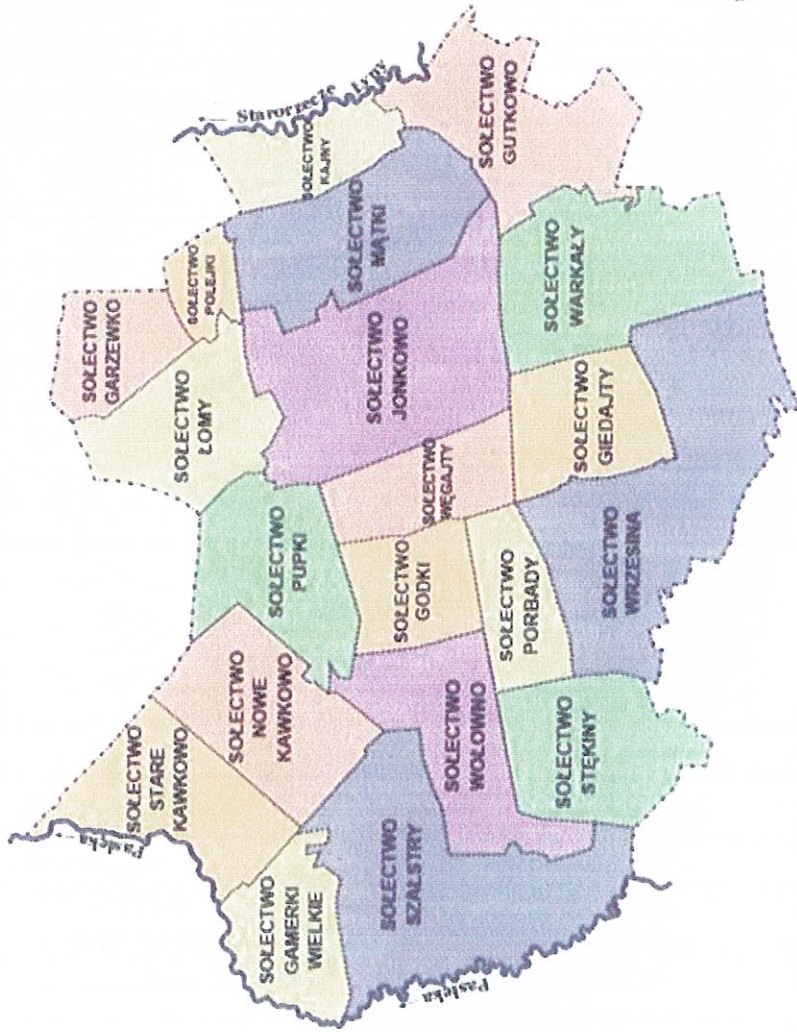 SOŁECTWO
GARZEWKO
SOŁECTWO
POLEJKI
SOŁECTWO
KAJNY
Starorzecze Łyny
SOŁECTWO
GUTKOWO
SOŁECTWO
ŁOMY
SOŁECTWO
MĄTKI
SOŁECTWO
JONKOWO
SOŁECTWO
WARKAŁY
SOŁECTWO
PUPKI
SOŁECTWO
WĘGAJTY
SOŁECTWO
GIEDAJTY
SOŁECTWO
GODKI
SOŁECTWO
PORBADY
SOŁECTWO
WRZESINA
SOŁECTWO
NOWE
KAWKOWO
SOŁECTWO
STARE
KAWKOWO
SOŁECTWO
WOŁOWNO
SOŁECTWO
STĘKINY
SOŁECTWO
SZAŁSTRY
SOŁECTWO
GAMERKI
WIELKIE
Pasłęka
Pasłęka